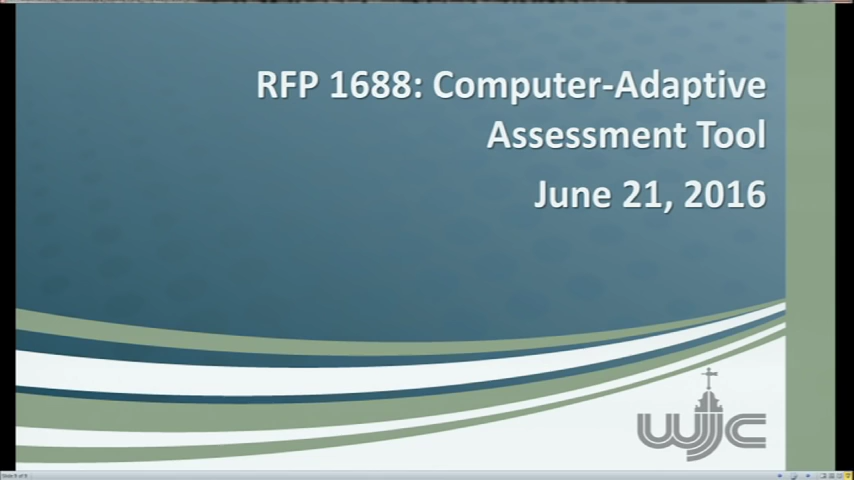 RFP 1688: Computer-Adaptive
Assessment Tool
June 21, 2016
WJC